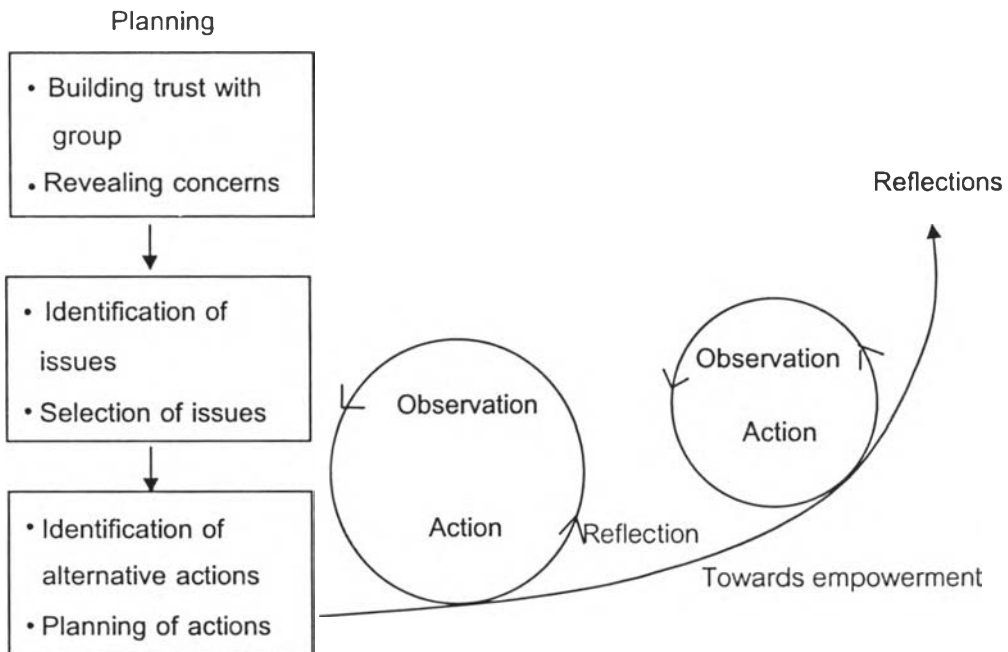 Planning
• Building trust with
group
• Revealing concerns
• Identification of
issues
• Selection of issues
• Identification of
alternative actions
• Planning of actions
Observation
Action
Reflection
Observation
Action
Towards empowerment
Reflections